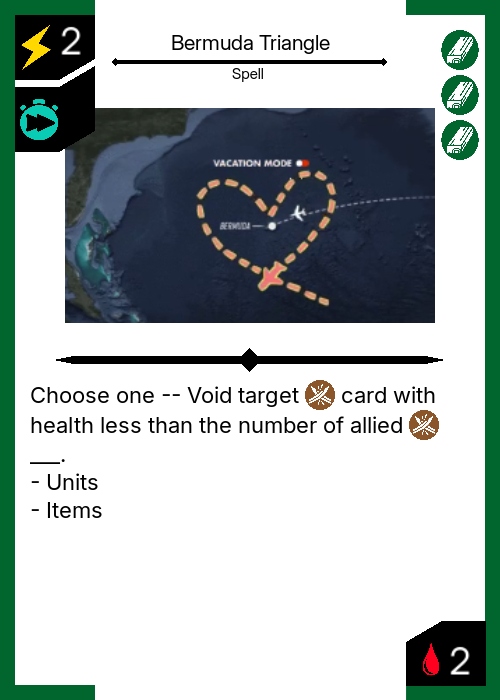 2
Bermuda Triangle
Spell
VACATION MODE
BERMUDA
Choose one -- Void target card with
health less than the number of allied
___.
- Units
- Items
2